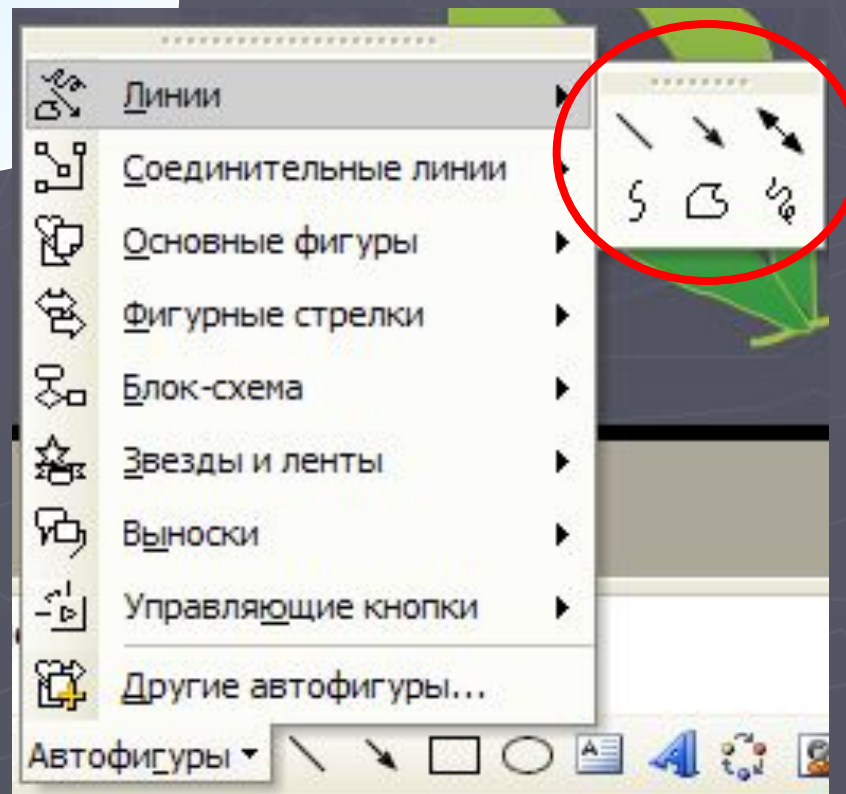 Линии
Соединительные линии
Основные фигуры
Фигурные стрелки
Блок-схема
Звезды и ленты
Выноски
Управляющие кнопки
Другие автофигуры...
Автофигуры